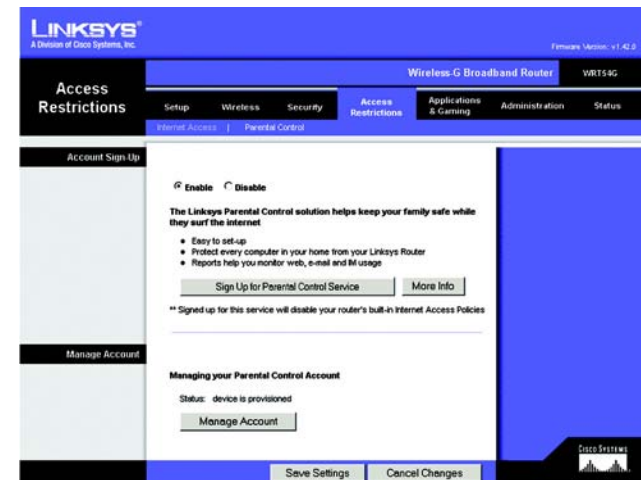 LINKSYS®
A Division of Cisco Systems, Inc.
Firmware Version: v1.42.0
Wireless-G Broadband Router
WRT54G
Access Restrictions
Setup
Wireless
Security
Access Restrictions
Applications & Gaming
Administration
Status
Internet Access | Parental Control
Account Sign-Up
Enable
Disable
The Linksys Parental Control solution helps keep your family safe while
they surf the internet
• Easy to set-up
• Protect every computer in your home from your Linksys Router
• Reports help you monitor web, e-mail and IM usage
Sign Up for Parental Control Service
More Info
** Signed up for this service will disable your router's built-in Internet Access Policies
Manage Account
Managing your Parental Control Account
Status: device is provisioned
Manage Account
Save Settings
Cancel Changes
CISCO SYSTEMS